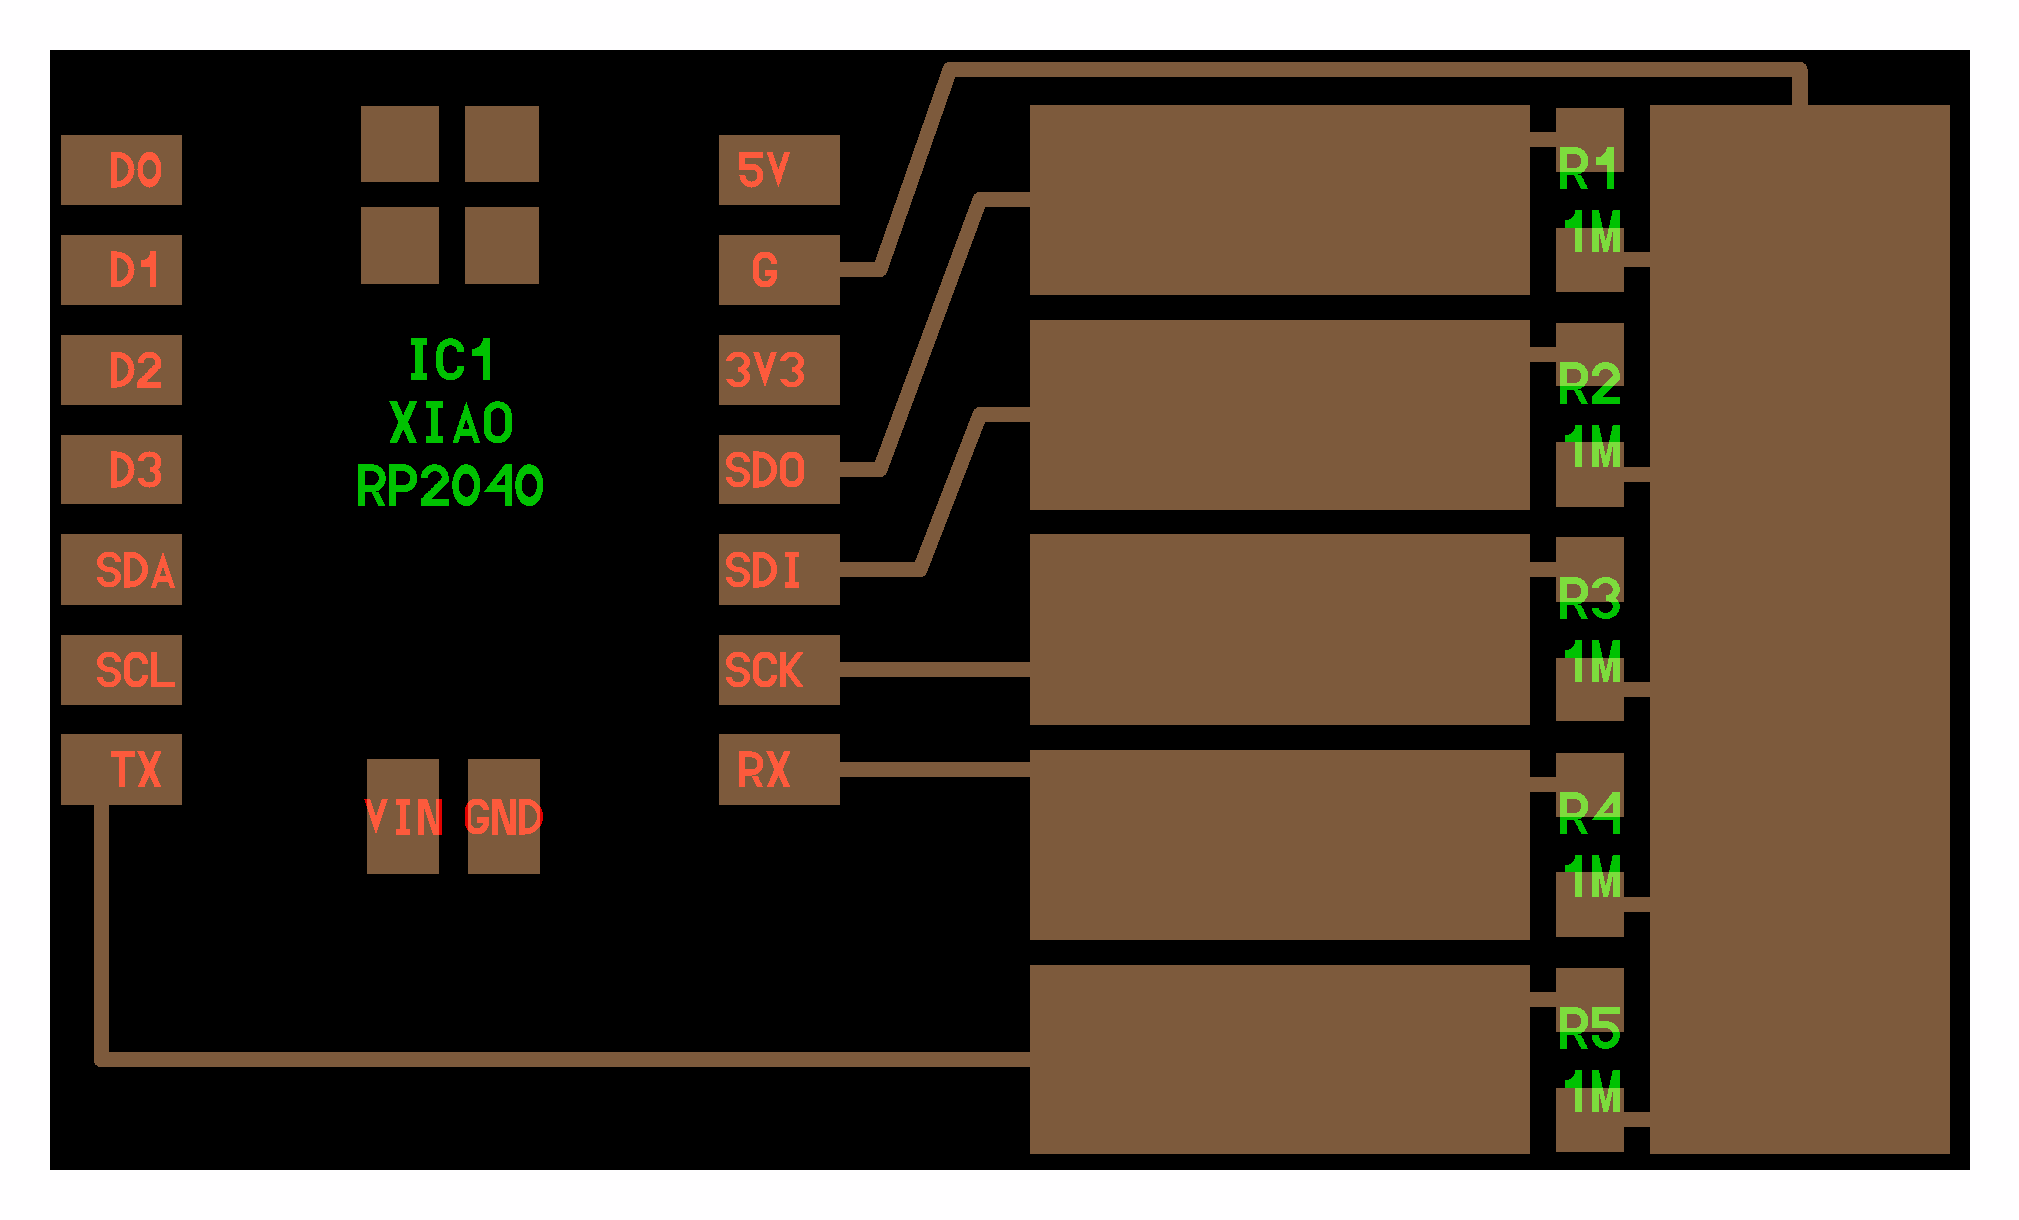 D0
D1
D2
D3
SDA
SCL
TX
IC1
XIAO
RP2040
VIN GND
5V
G
3V3
SDO
SDI
SCK
RX
R1
1M
R2
1M
R3
1M
R4
1M
R5
1M